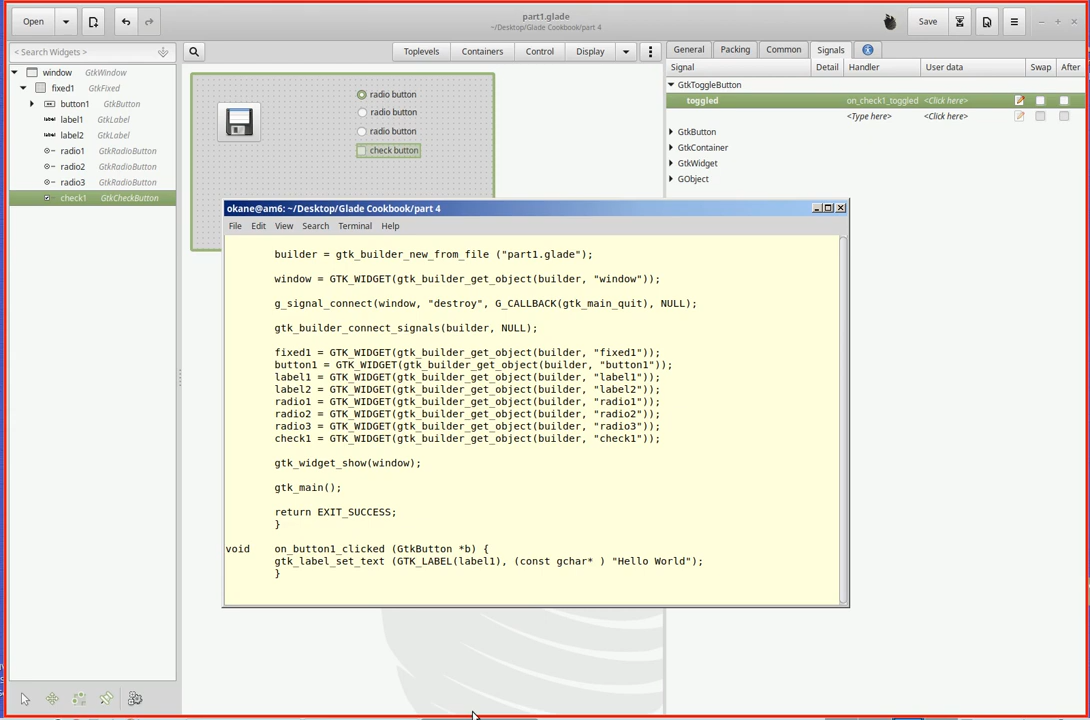 part1.glade
~/Desktop/Glade Cookbook/part 4
Open
Save
< Search Widgets >
Toplevels Containers Control Display
General Packing Common Signals
window GtkWindow
fixed1 GtkFixed
button1 GtkButton
label1 GtkLabel
label2 GtkLabel
radio1 GtkRadioButton
radio2 GtkRadioButton
radio3 GtkRadioButton
check1 GtkCheckButton
radio button
radio button
radio button
check button
Signal Detail Handler User data Swap After
GtkToggleButton
toggled on_check1_toggled <Click here>
<Type here> <Click here>
GtkButton
GtkContainer
GtkWidget
GObject
okane@am6: ~/Desktop/Glade Cookbook/part 4
File Edit View Search Terminal Help
builder = gtk_builder_new_from_file ("part1.glade");
window = GTK_WIDGET(gtk_builder_get_object(builder, "window"));
g_signal_connect(window, "destroy", G_CALLBACK(gtk_main_quit), NULL);
gtk_builder_connect_signals(builder, NULL);
fixed1 = GTK_WIDGET(gtk_builder_get_object(builder, "fixed1"));
button1 = GTK_WIDGET(gtk_builder_get_object(builder, "button1"));
label1 = GTK_WIDGET(gtk_builder_get_object(builder, "label1"));
label2 = GTK_WIDGET(gtk_builder_get_object(builder, "label2"));
radio1 = GTK_WIDGET(gtk_builder_get_object(builder, "radio1"));
radio2 = GTK_WIDGET(gtk_builder_get_object(builder, "radio2"));
radio3 = GTK_WIDGET(gtk_builder_get_object(builder, "radio3"));
check1 = GTK_WIDGET(gtk_builder_get_object(builder, "check1"));
gtk_widget_show(window);
gtk_main();
return EXIT_SUCCESS;
}
void on_button1_clicked (GtkButton *b) {
gtk_label_set_text (GTK_LABEL(label1), (const gchar* ) "Hello World");
}